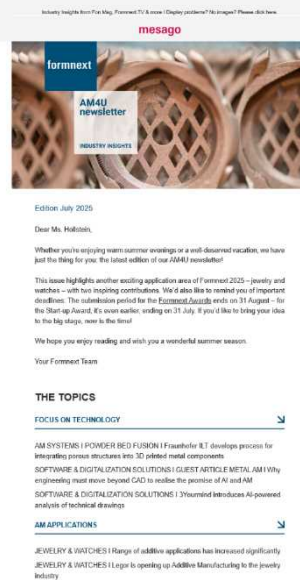 Industry Insights from Fon Mag, Formnext.TV & more I Display problems? No images? Please click here.
mesago
formnext
AM4U
newsletter
INDUSTRY INSIGHTS
Edition July 2025
Dear Ms. Hollstein,
Whether you're enjoying warm summer evenings or a well-deserved vacation, we have
just the thing for you: the latest edition of our AM4U newsletter!
This issue highlights another exciting application area of Formnext 2025 – jewelry and
watches – with two inspiring contributions. We'd also like to remind you of important
deadlines. The submission period for the Formnext Awards ends on 31 August – for
the Start-up Award, it's even earlier, ending on 31 July. If you'd like to bring your idea
to the big stage, now is the time!
We hope you enjoy reading and wish you a wonderful summer season.
Your Formnext Team
THE TOPICS
FOCUS ON TECHNOLOGY
AM SYSTEMS I POWDER BED FUSION I Fraunhofer ILT develops process for
integrating porous structures into 3D printed metal components
SOFTWARE & DIGITALIZATION SOLUTIONS I GUEST ARTICLE METAL AM I Why
engineering must move beyond CAD to realise the promise of AI and AM
SOFTWARE & DIGITALIZATION SOLUTIONS I 3Yourmind introduces AI-powered
analysis of technical drawings
AM APPLICATIONS
JEWELRY & WATCHES I Range of additive applications has increased significantly
JEWELRY & WATCHES I Legor is opening up Additive Manufacturing to the jewelry
industry